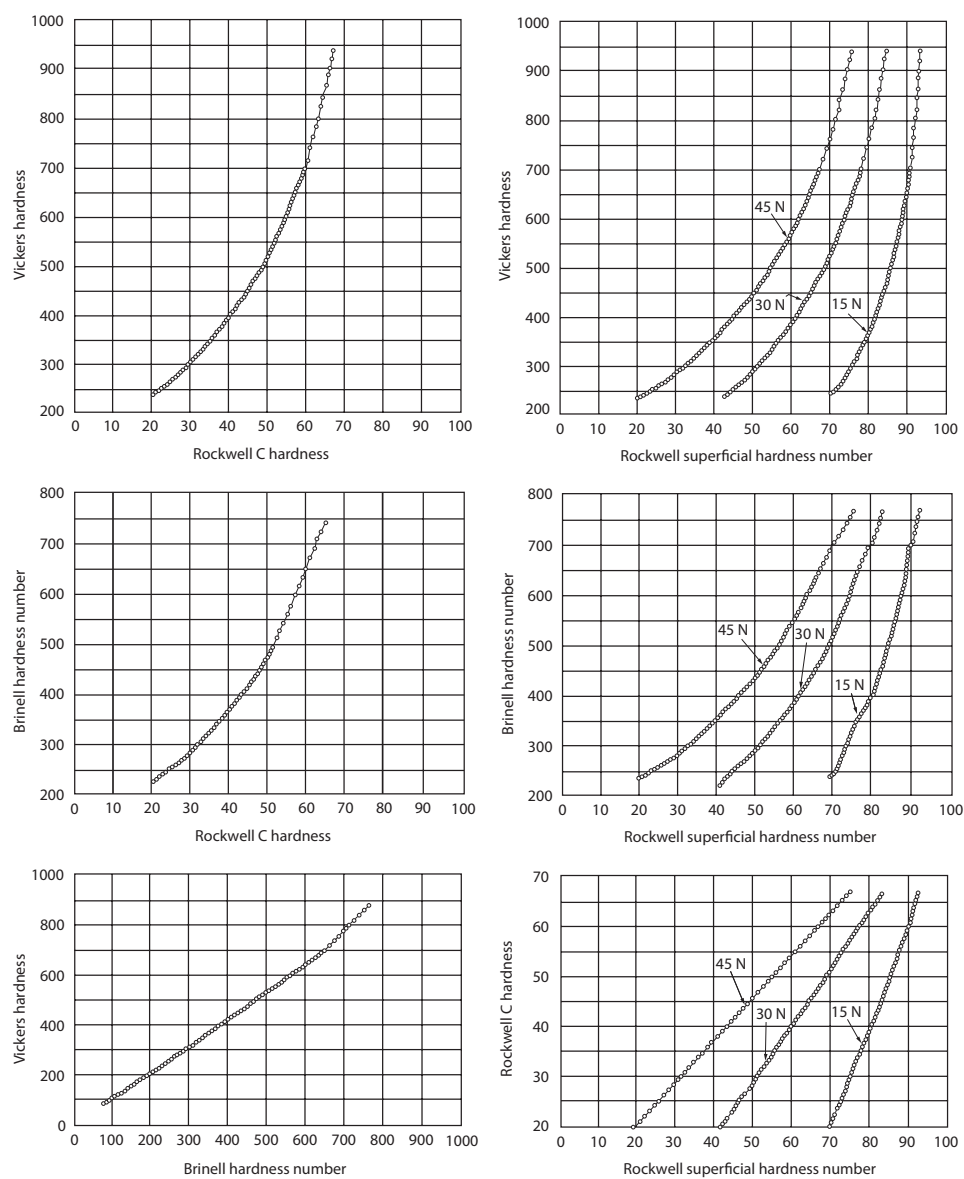 1000
900
800
700
600
500
400
300
200
Vickers hardness
0 10 20 30 40 50 60 70 80 90 100
Rockwell C hardness
1000
900
800
700
600
500
400
300
200
Vickers hardness
45 N
30 N
15 N
0 10 20 30 40 50 60 70 80 90 100
Rockwell superficial hardness number
800
700
600
500
400
300
200
Brinell hardness number
0 10 20 30 40 50 60 70 80 90 100
Rockwell C hardness
800
700
600
500
400
300
200
Brinell hardness number
45 N
30 N
15 N
0 10 20 30 40 50 60 70 80 90 100
Rockwell superficial hardness number
1000
800
600
400
200
0
Vickers hardness
0 100 200 300 400 500 600 700 800 900 1000
Brinell hardness number
70
60
50
40
30
20
Rockwell C hardness
45 N
30 N
15 N
0 10 20 30 40 50 60 70 80 90 100
Rockwell superficial hardness number